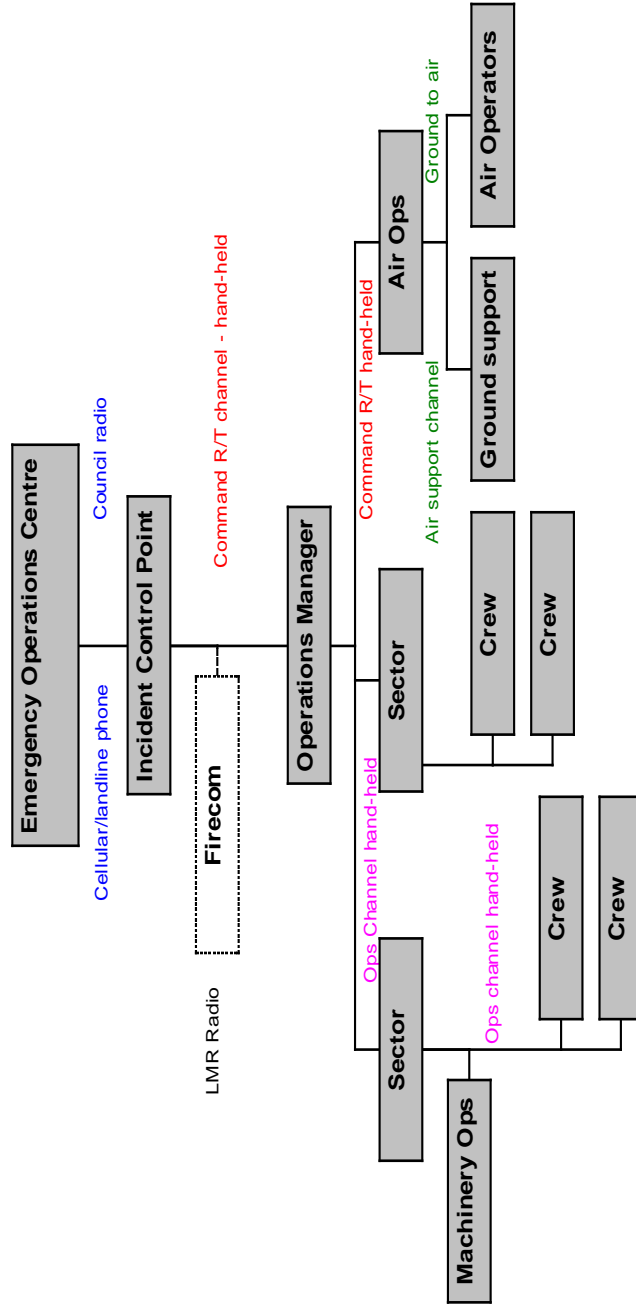 Emergency Operations Centre
Cellular/landline phone
Council radio
Incident Control Point
LMR Radio
Firecom
Command R/T channel - hand-held
Operations Manager
Ops Channel hand-held
Command R/T hand-held
Sector
Sector
Air Ops
Air support channel
Ground to air
Machinery Ops
Ops channel hand-held
Crew
Crew
Ground support
Air Operators
Crew
Crew